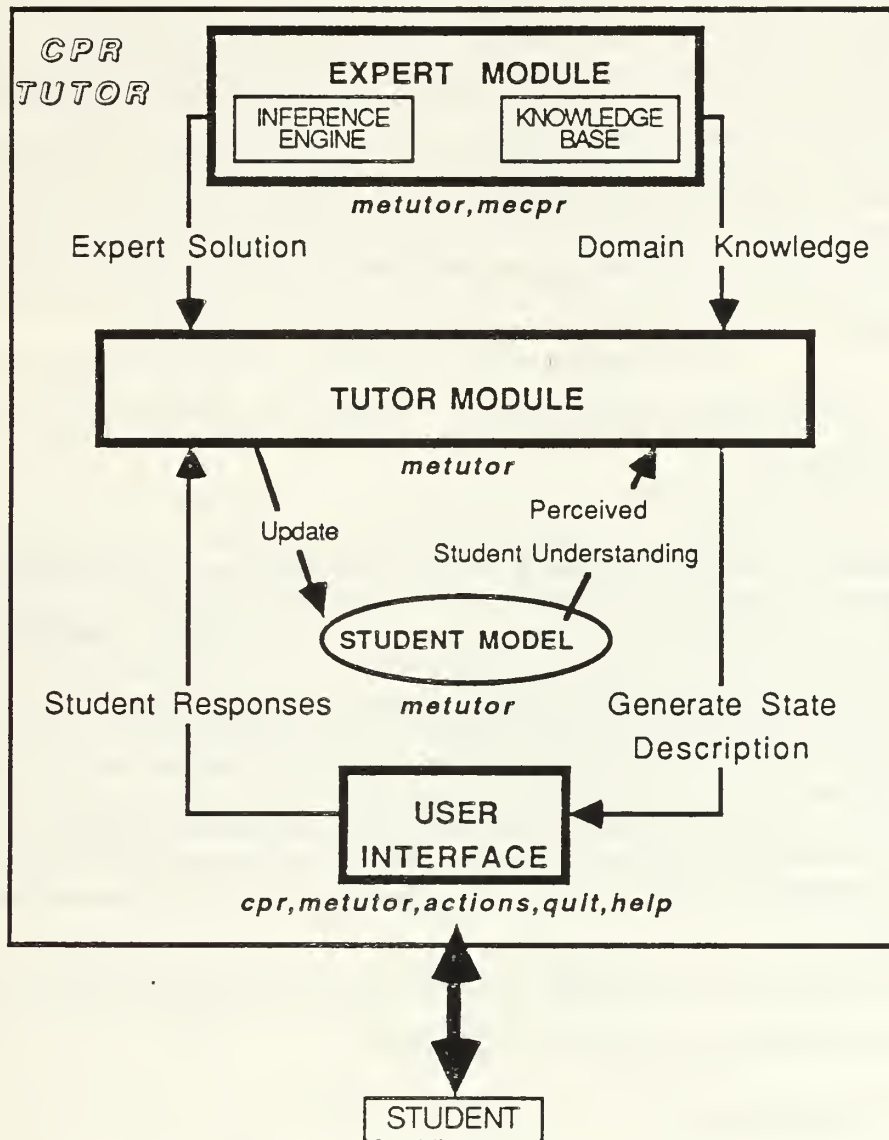 CPR
TUTOR
EXPERT MODULE
INFERENCE
ENGINE
KNOWLEDGE
BASE
metutor,mecpr
Expert Solution
Domain Knowledge
TUTOR MODULE
metutor
Update
Perceived
Student Understanding
STUDENT MODEL
metutor
Student Responses
Generate State
Description
USER
INTERFACE
cpr,metutor,actions,quit,help
STUDENT